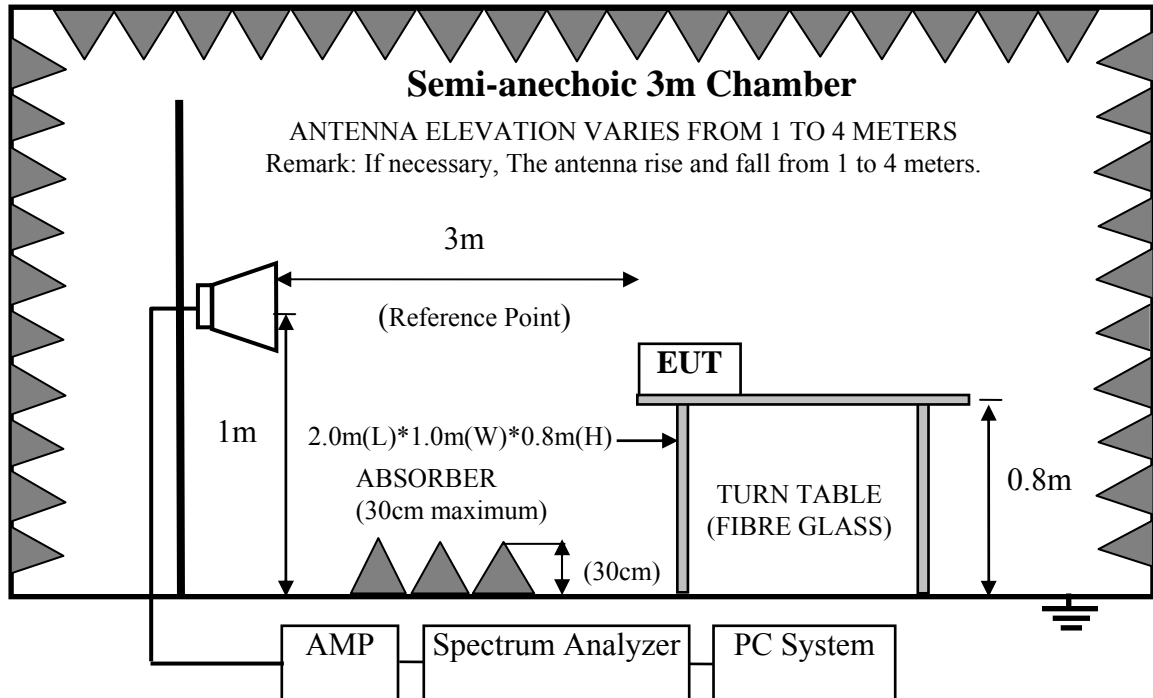 Semi-anechoic 3m Chamber
ANTENNA ELEVATION VARIES FROM 1 TO 4 METERS
Remark: If necessary, The antenna rise and fall from 1 to 4 meters.
3m
(Reference Point)
EUT
1m
2.0m(L)*1.0m(W)*0.8m(H)
ABSORBER
(30cm maximum)
(30cm)
TURN TABLE
(FIBRE GLASS)
0.8m
AMP
Spectrum Analyzer
PC System